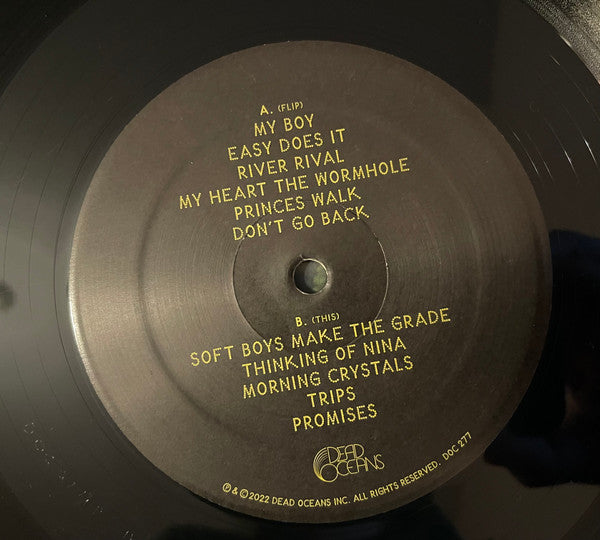 A. (FLIP)
MY BOY
EASY DOES IT
RIVER RIVAL
MY HEART THE WORMHOLE
PRINCES WALK
DON'T GO BACK
B. (THIS)
SOFT BOYS MAKE THE GRADE
THINKING OF NINA
MORNING CRYSTALS
TRIPS
PROMISES
DEAD
OCEANS
℗ & © 2022 DEAD OCEANS INC. ALL RIGHTS RESERVED. DOC 277